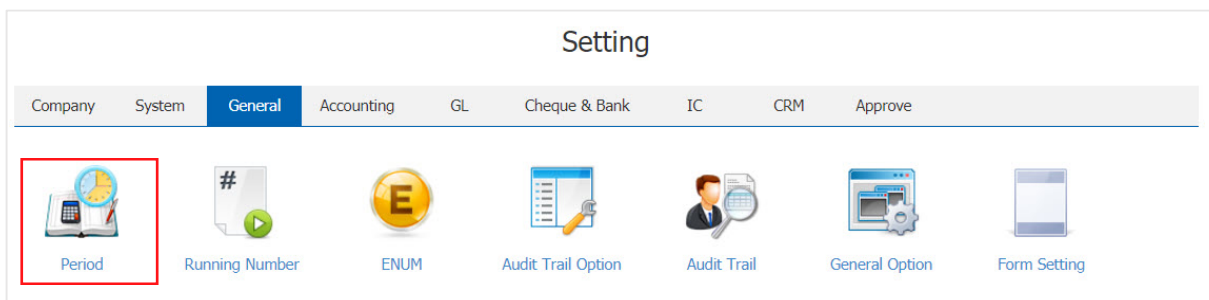 Setting
Company System General Accounting GL Cheque & Bank IC CRM Approve
# E
Period Running Number ENUM Audit Trail Option Audit Trail General Option Form Setting